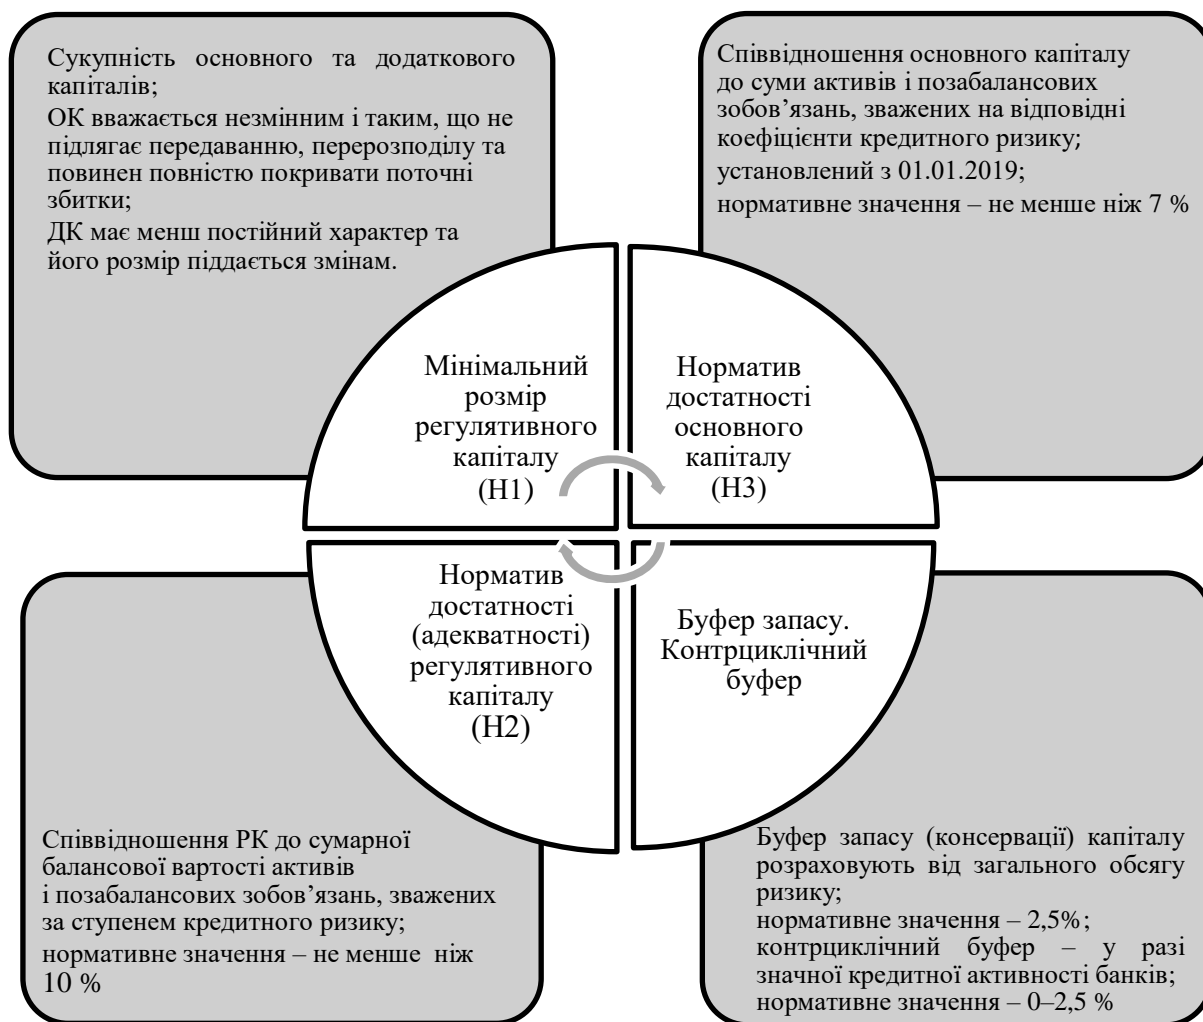 Сукупність основного та додаткового
капіталів;
ОК вважається незмінним і таким, що не
підлягає передаванню, перерозподілу та
повинен повністю покривати поточні
збитки;
ДК має менш постійний характер та
його розмір піддається змінам.
Співвідношення основного капіталу
до суми активів і позабалансових
зобов’язань, зважених на відповідні
коефіцієнти кредитного ризику;
установлений з 01.01.2019;
нормативне значення – не менше ніж 7 %
Мінімальний
розмір
регулятивного
капіталу
(Н1)
Норматив
достатності
основного
капіталу
(Н3)
Норматив
достатності
(адекватності)
регулятивного
капіталу
(Н2)
Буфер запасу.
Контрциклічний
буфер
Співвідношення РК до сумарної
балансової вартості активів
і позабалансових зобов’язань, зважених
за ступенем кредитного ризику;
нормативне значення – не менше ніж
10 %
Буфер запасу (консервації) капіталу
розраховують від загального обсягу
ризику;
нормативне значення – 2,5%;
контрциклічний буфер – у разі
значної кредитної активності банків;
нормативне значення – 0–2,5 %